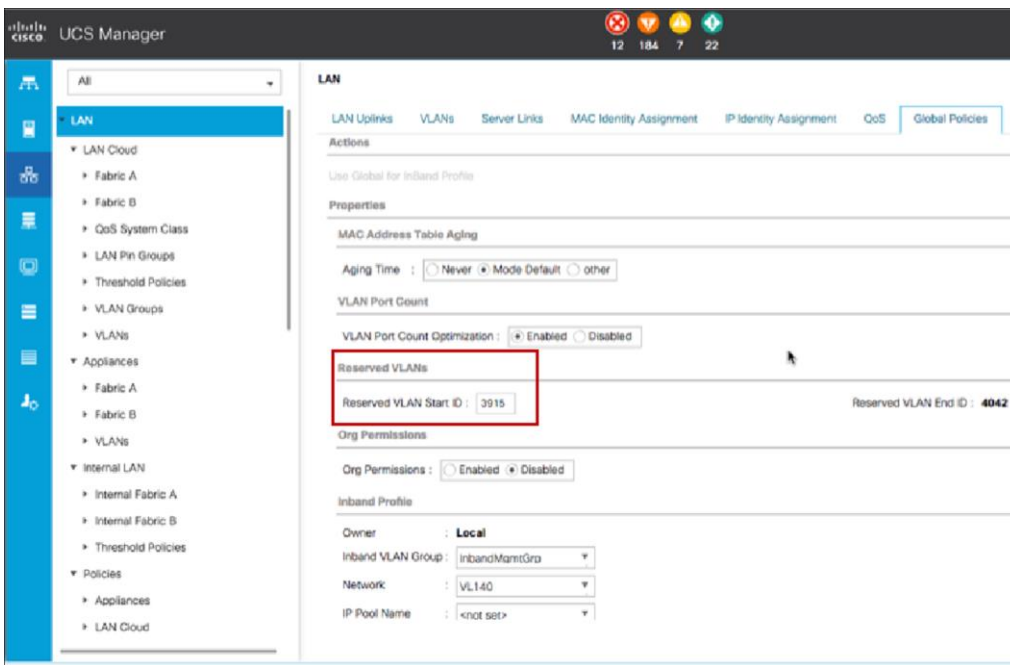 cisco. UCS Manager
12 184 7 22
All
LAN
LAN Cloud
Fabric A
Fabric B
QoS System Class
LAN Pin Groups
Threshold Policies
VLAN Groups
VLANs
Appliances
Fabric A
Fabric B
VLANs
Internal LAN
Internal Fabric A
Internal Fabric B
Threshold Policies
Policies
Appliances
LAN Cloud
LAN
LAN Uplinks VLANs Server Links MAC Identity Assignment IP Identity Assignment QoS Global Policies
Actions
Use Global for InBand Profile
Properties
MAC Address Table Aging
Aging Time : Never Mode Default other
VLAN Port Count
VLAN Port Count Optimization : Enabled Disabled
Reserved VLANs
Reserved VLAN Start ID : 3915 Reserved VLAN End ID : 4042
Org Permissions
Org Permissions : Enabled Disabled
Inband Profile
Owner : Local
Inband VLAN Group : InbandMgmtGrp
Network : VL140
IP Pool Name : <not set>